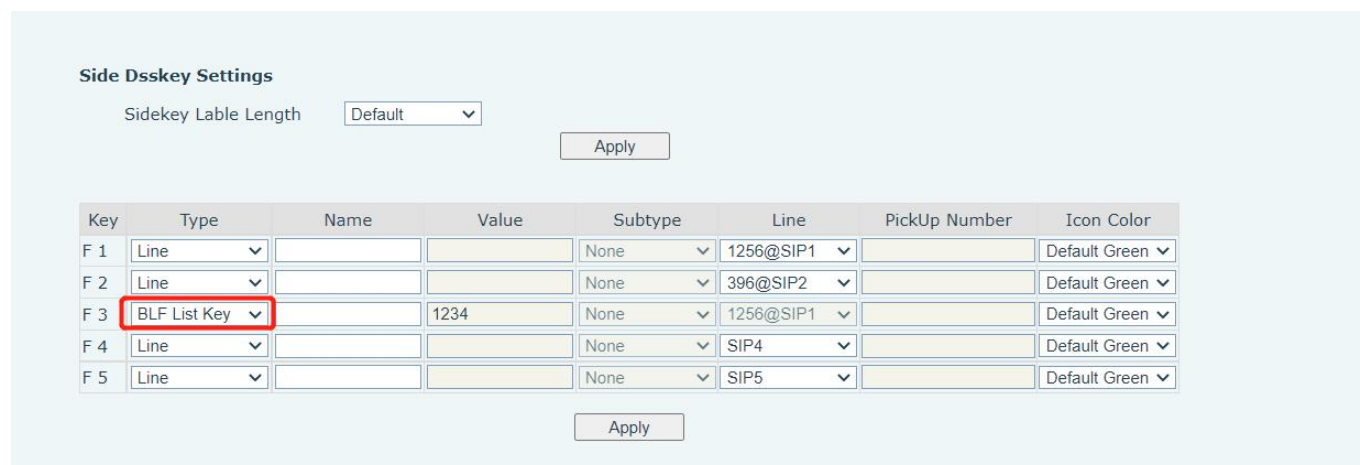 Side Dsskey Settings
Sidekey Lable Length Default
Apply
Key Type Name Value Subtype Line PickUp Number Icon Color
F 1 Line None 1256@SIP1 Default Green
F 2 Line None 396@SIP2 Default Green
F 3 BLF List Key 1234 None 1256@SIP1 Default Green
F 4 Line None SIP4 Default Green
F 5 Line None SIP5 Default Green
Apply